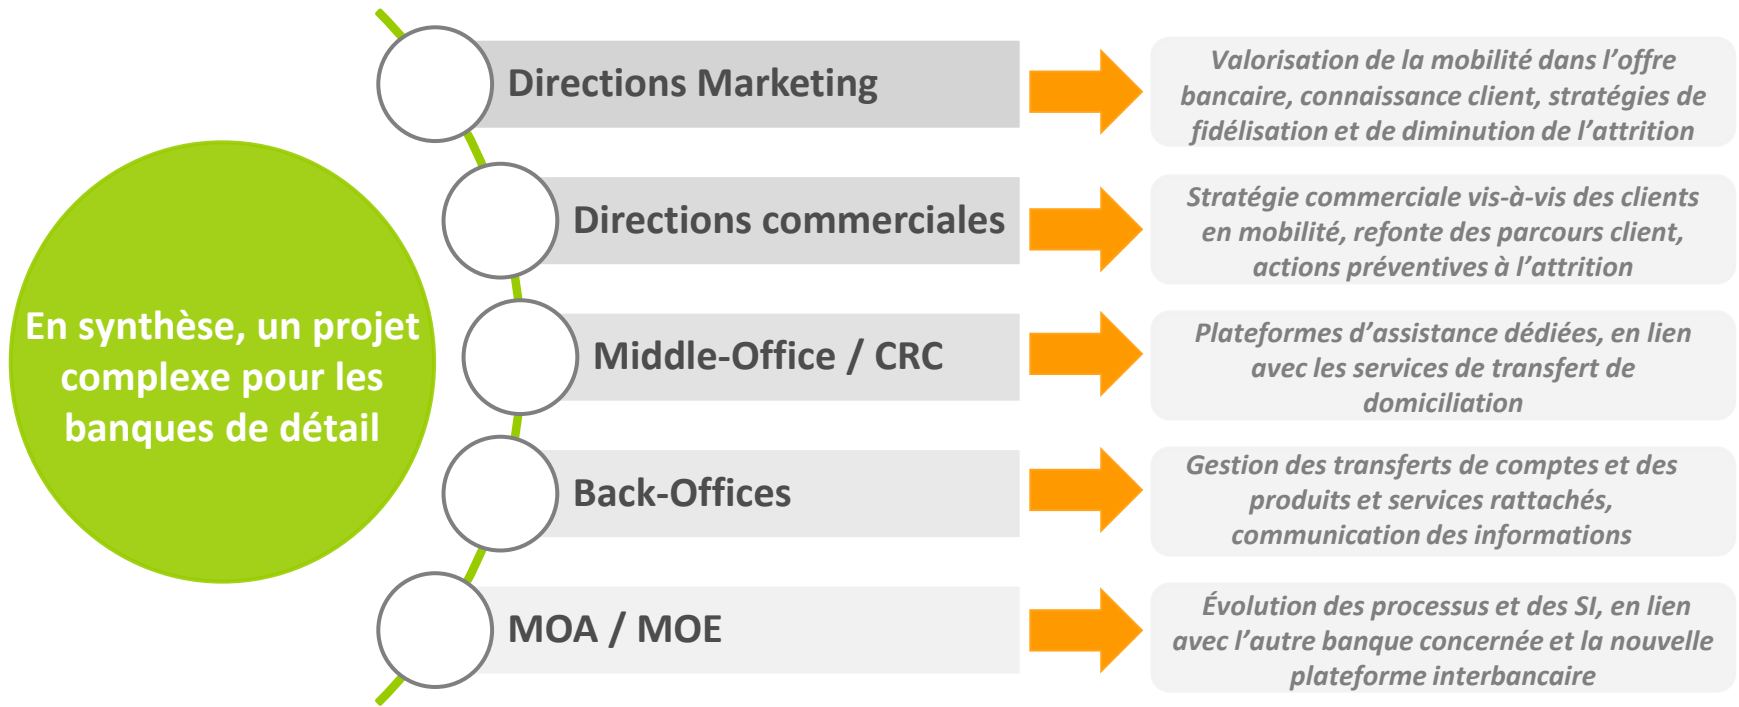 En synthèse, un projet
complexe pour les
banques de détail
Directions Marketing
Valorisation de la mobilité dans l’offre
bancaire, connaissance client, stratégies de
fidélisation et de diminution de l’attrition
Directions commerciales
Stratégie commerciale vis-à-vis des clients
en mobilité, refonte des parcours client,
actions préventives à l’attrition
Middle-Office / CRC
Plateformes d’assistance dédiées, en lien
avec les services de transfert de
domiciliation
Back-Offices
Gestion des transferts de comptes et des
produits et services rattachés,
communication des informations
MOA / MOE
Évolution des processus et des SI, en lien
avec l’autre banque concernée et la nouvelle
plateforme interbancaire